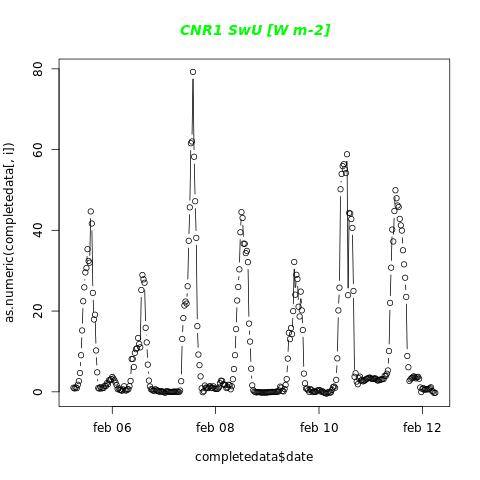 CNR1 SwU [W m-2]
as.numeric(completedata[, i])
80
60
40
20
0
feb 06 feb 08 feb 10 feb 12
completedata$date